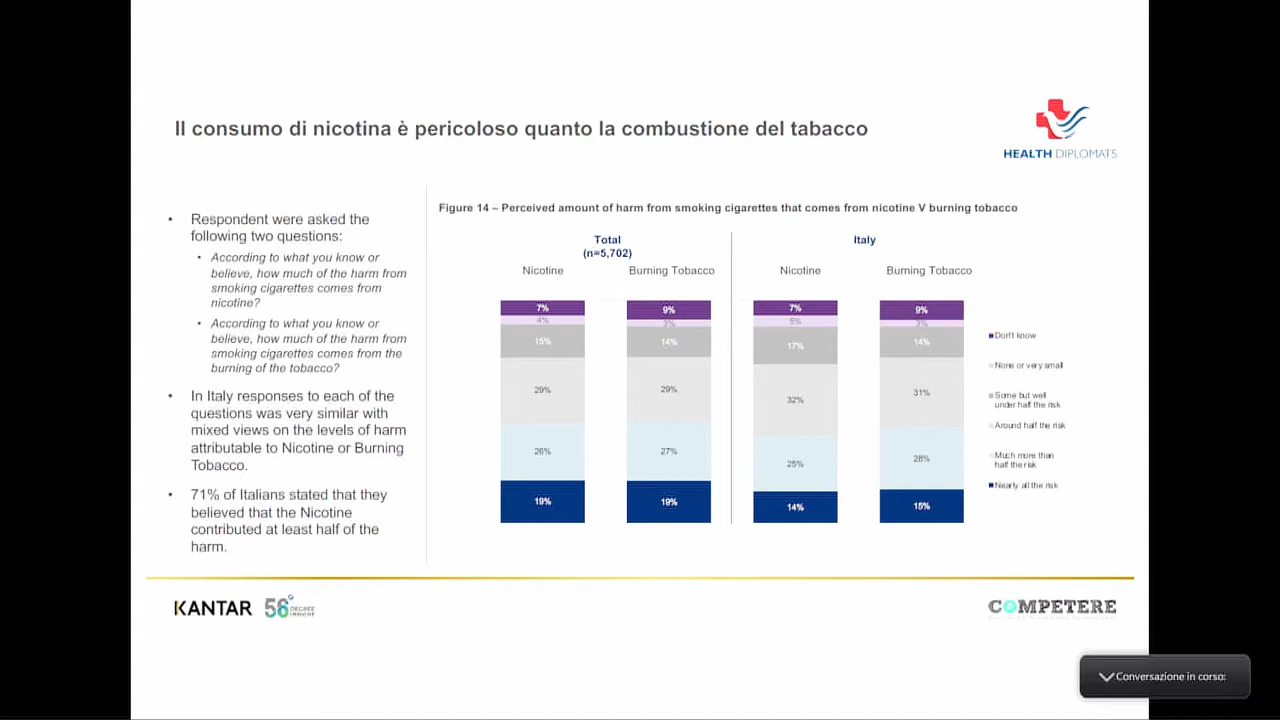 Il consumo di nicotina è pericoloso quanto la combustione del tabacco
HEALTH DIPLOMATS
• Respondent were asked the
following two questions:
• According to what you know or
believe, how much of the harm from
smoking cigarettes comes from
nicotine?
• According to what you know or
believe, how much of the harm from
smoking cigarettes comes from the
burning of the tobacco?
• In Italy responses to each of the
questions was very similar with
mixed views on the levels of harm
attributable to Nicotine or Burning
Tobacco.
• 71% of Italians stated that they
believed that the Nicotine
contributed at least half of the
harm.
Figure 14 – Perceived amount of harm from smoking cigarettes that comes from nicotine V burning tobacco
Total
(n=5,702)
Italy
Nicotine
Burning Tobacco
Nicotine
Burning Tobacco
7%
4%
15%
29%
26%
19%
9%
3%
14%
29%
27%
19%
7%
5%
17%
32%
25%
14%
9%
3%
14%
31%
28%
15%
Don't know
None or very small
Some but well
under half the risk
Around half the risk
Much more than
half the risk
Nearly all the risk
KANTAR
56°
DEGREE
INSIGHT
COMPETERE
Conversazione in corso: